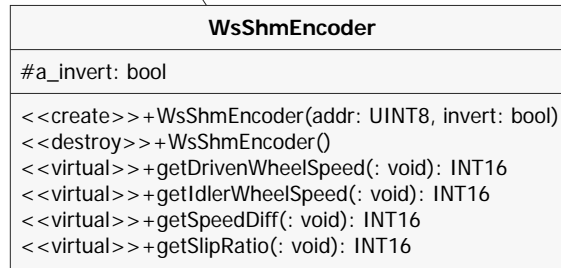 WsShmEncoder
#a_invert: bool
<<create>>+WsShmEncoder(addr: UINT8, invert: bool)
<<destroy>>+WsShmEncoder()
<<virtual>>+getDrivenWheelSpeed(: void): INT16
<<virtual>>+getIdlerWheelSpeed(: void): INT16
<<virtual>>+getSpeedDiff(: void): INT16
<<virtual>>+getSlipRatio(: void): INT16